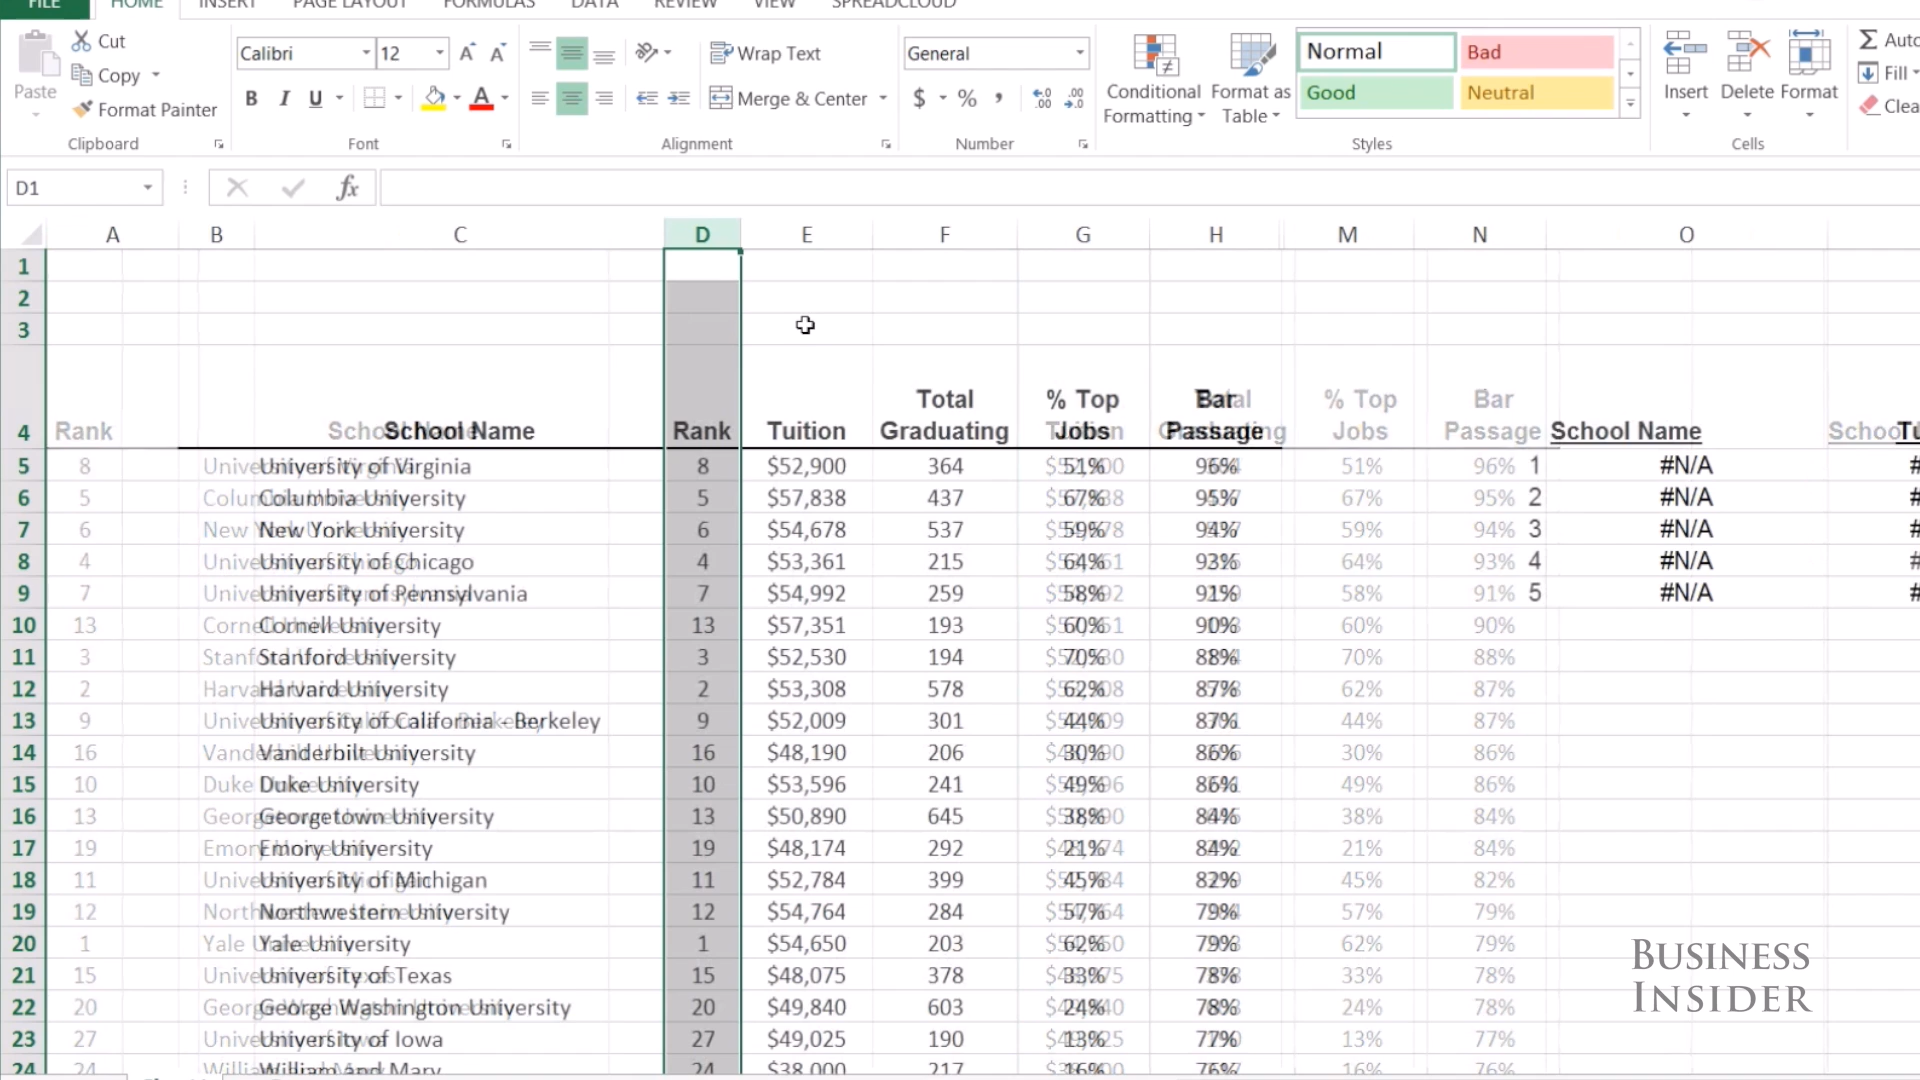 FILE HOME INSERT PAGE LAYOUT FORMULAS DATA REVIEW VIEW SPREADCLOUD
Cut
Copy
Format Painter
Paste
Clipboard
Calibri 12
B I U
Font
Wrap Text
Merge & Center
Alignment
General
$ % ,
Number
Conditional Formatting
Format as Table
Normal Bad
Good Neutral
Styles
Insert Delete Format
Cells
Fill
D1 fx
A B C D E F G H M N O
1
2
3
4 Rank School Name Rank Tuition Total Graduating % Top Jobs Bar Passage % Top Jobs Bar Passage School Name
5 8 University of Virginia 8 $52,900 364 51% 96% 51% 96% 1 #N/A
6 5 Columbia University 5 $57,838 437 67% 95% 67% 95% 2 #N/A
7 6 New York University 6 $54,678 537 59% 94% 59% 94% 3 #N/A
8 4 University of Chicago 4 $53,361 215 64% 93% 64% 93% 4 #N/A
9 7 University of Pennsylvania 7 $54,992 259 58% 91% 58% 91% 5 #N/A
10 13 Cornell University 13 $57,351 193 60% 90% 60% 90%
11 3 Stanford University 3 $52,530 194 70% 88% 70% 88%
12 2 Harvard University 2 $53,308 578 62% 87% 62% 87%
13 9 University of California - Berkeley 9 $52,009 301 44% 87% 44% 87%
14 16 Vanderbilt University 16 $48,190 206 30% 86% 30% 86%
15 10 Duke University 10 $53,596 241 49% 86% 49% 86%
16 13 Georgetown University 13 $50,890 645 38% 84% 38% 84%
17 19 Emory University 19 $48,174 292 21% 84% 21% 84%
18 11 University of Michigan 11 $52,784 399 45% 82% 45% 82%
19 12 Northwestern University 12 $54,764 284 57% 79% 57% 79%
20 1 Yale University 1 $54,650 203 62% 79% 62% 79%
21 15 University of Texas 15 $48,075 378 33% 78% 33% 78%
22 20 George Washington University 20 $49,840 603 24% 78% 24% 78%
23 27 University of Iowa 27 $49,025 190 13% 77% 13% 77%
24 24 William and Mary 24 $38,000 217 16% 76% 16% 76%
BUSINESS
INSIDER